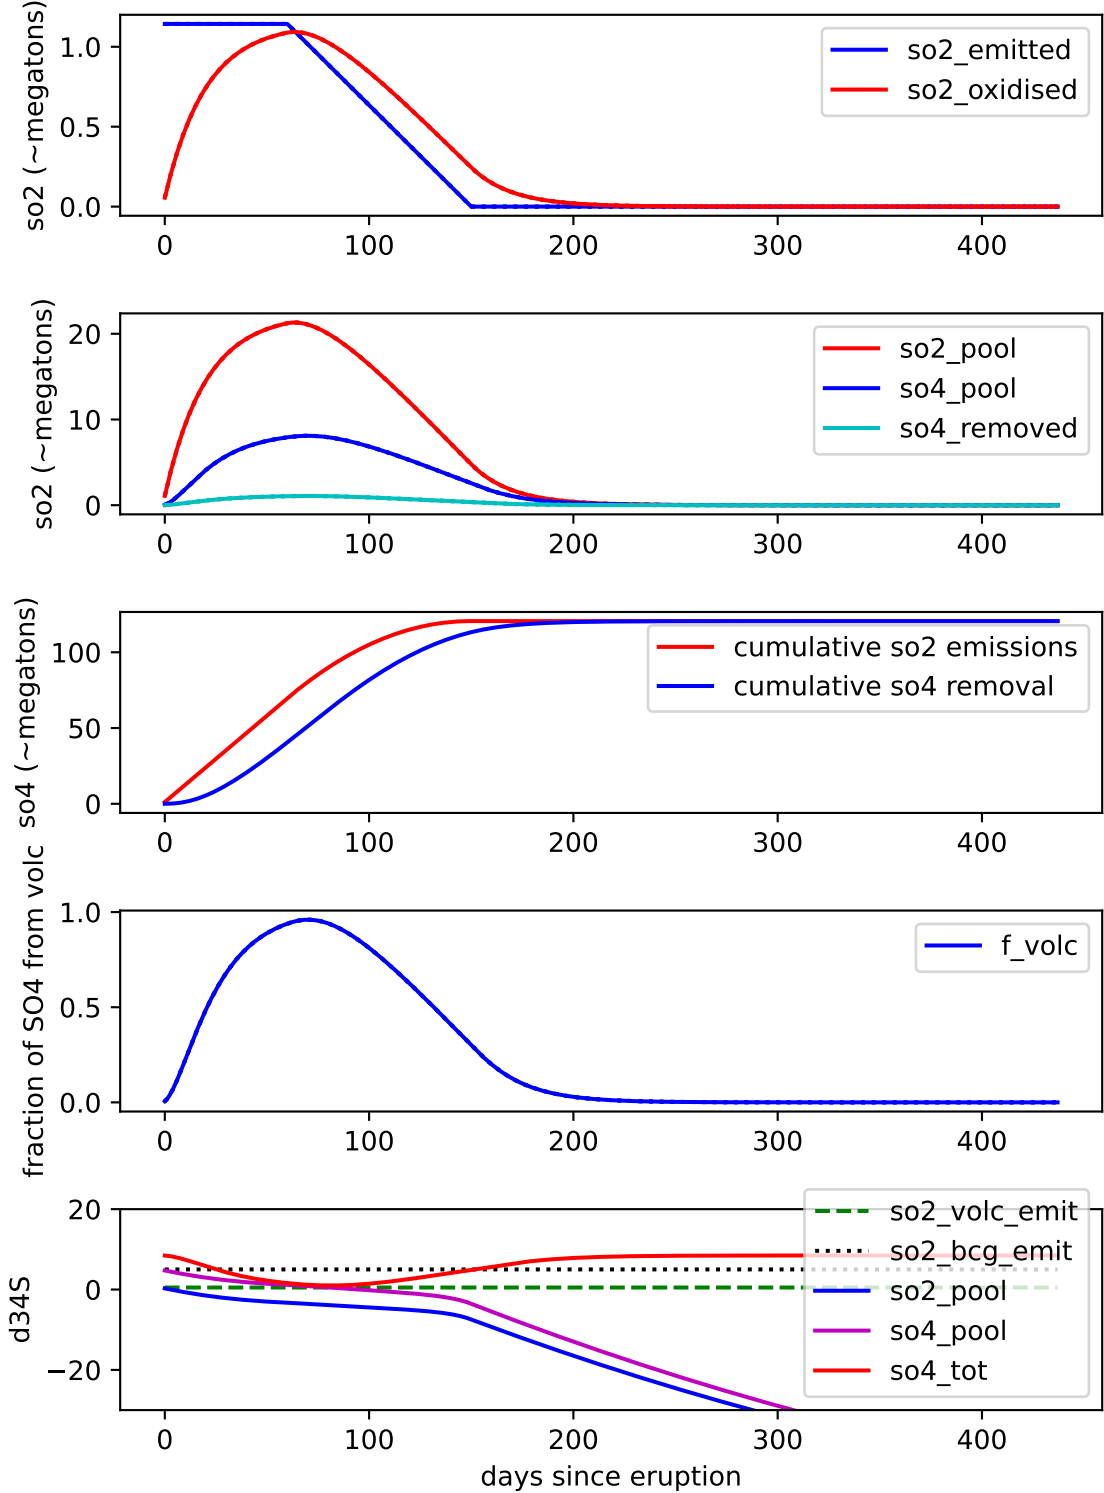 so2 (~megatons)
1.0
0.5
0.0
so2_emitted
so2_oxidised
0 100 200 300 400
so2 (~megatons)
20
10
0
so2_pool
so4_pool
so4_removed
0 100 200 300 400
so4 (~megatons)
100
50
0
cumulative so2 emissions
cumulative so4 removal
0 100 200 300 400
fraction of SO4 from volc
1.0
0.5
0.0
f_volc
0 100 200 300 400
d34S
20
0
−20
so2_volc_emit
so2_bcg_emit
so2_pool
so4_pool
so4_tot
0 100 200 300 400
days since eruption